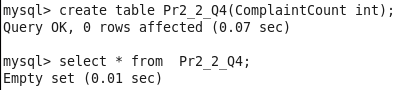 mysql> create table Pr2_2_Q4(ComplaintCount int);
Query OK, 0 rows affected (0.07 sec)
mysql> select * from  Pr2_2_Q4;
Empty set (0.01 sec)